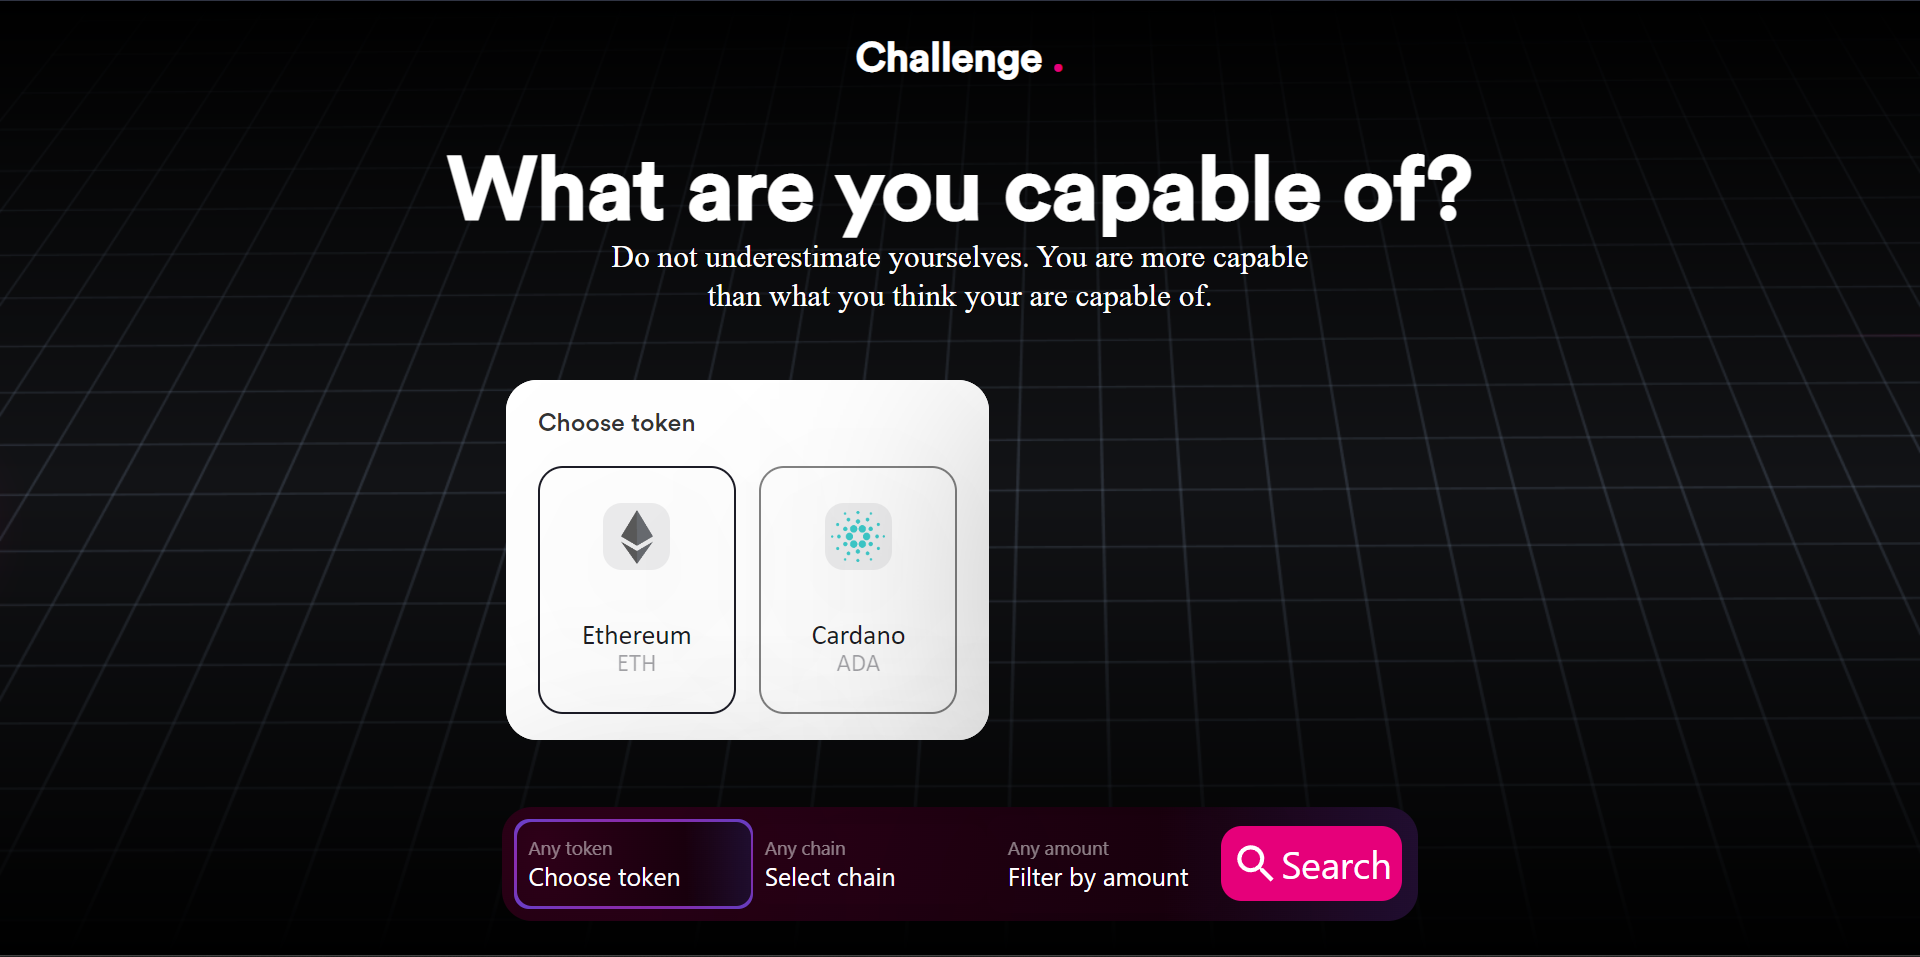 Challenge .
What are you capable of?
Do not underestimate yourselves. You are more capable
than what you think your are capable of.
Choose token
Ethereum
ETH
Cardano
ADA
Any token
Choose token
Any chain
Select chain
Any amount
Filter by amount
Search